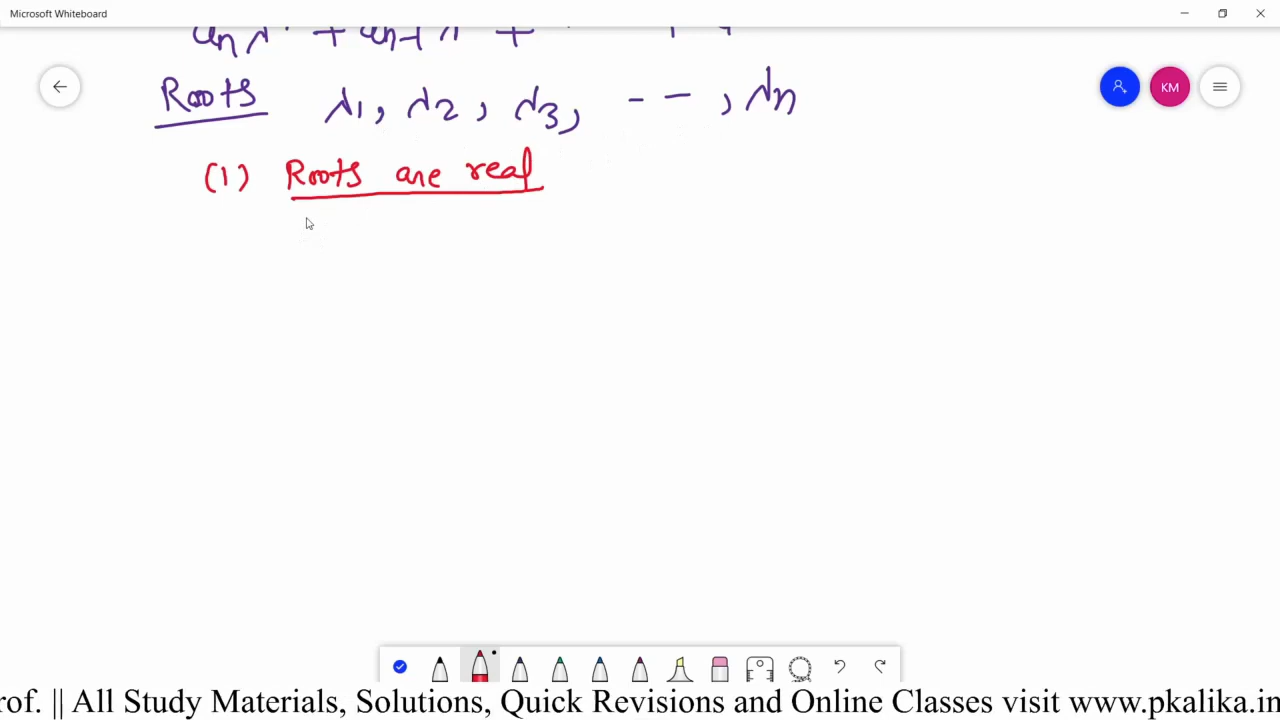 Microsoft Whiteboard
Roots λ1, λ2, λ3, - - , λn
KM
(1) Roots are real
rof. || All Study Materials, Solutions, Quick Revisions and Online Classes visit www.pkalika.in